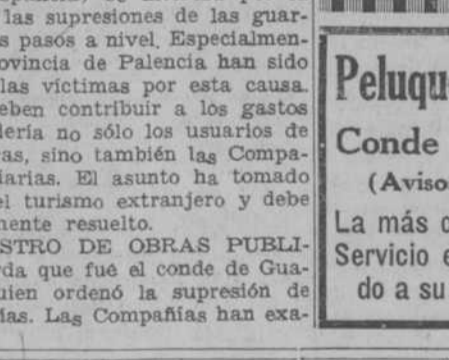 las supresiones de las guar-
s pasos a nivel. Especialmen-
ovincia de Palencia han sido
las víctimas por esta causa.
eben contribuir a los gastos
dería no sólo los usuarios de
as, sino también las Compa-
iarias. El asunto ha tomado
el turismo extranjero y debe
mente resuelto.
STRO DE OBRAS PUBLI-
rda que fué el conde de Gua-
uien ordenó la supresión de
ías. Las Compañías han exa-
Peluqu
Conde
(Aviso
La más
Servicio e
do a su